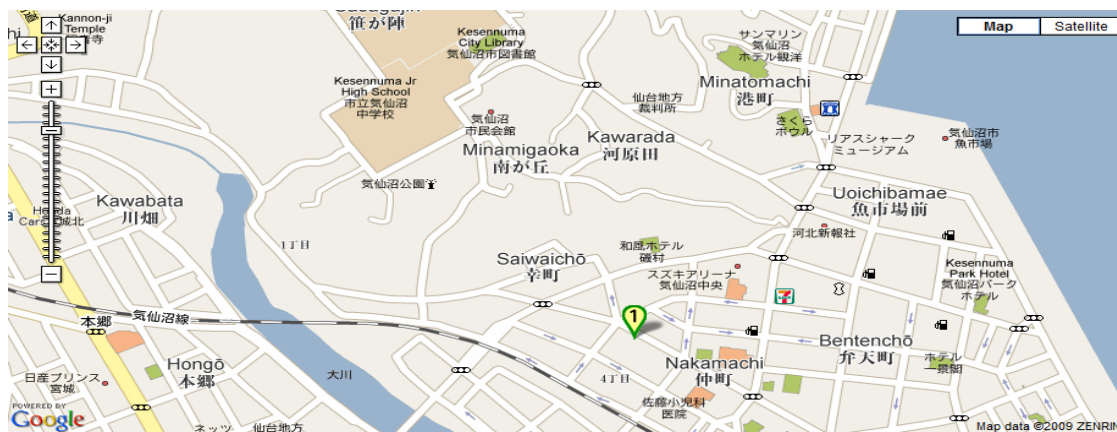 Kannon-ji
Temple
笹が陣
Kesennuma
City Library
気仙沼市図書館
サンマリン
気仙沼
ホテル観洋
Map
Satellite
Kesennuma Jr
High School
市立気仙沼
中学校
Minatomachi
港町
仙台地方
裁判所
気仙沼
市民会館
Kawarada
河原田
さくら
ボウル
Minamigaoka
南が丘
リアスシャーク
ミュージアム
気仙沼市
魚市場
気仙沼公園
Uoichibamae
魚市場前
Kawabata
川畑
河北新報社
1丁目
Saiwaichō
幸町
和風ホテル
磯村
スズキアリーナ
気仙沼中央
Kesennuma
Park Hotel
気仙沼パーク
ホテル
気仙沼線
本郷
1
Bentenchō
弁天町
Hongō
本郷
Nakamachi
仲町
ホテル
一景閣
日産プリンス
宮城
大川
4丁目
佐藤小児科
医院
POWERED BY
Google
ネッツ
仙台地方
Map data ©2009 ZENRIN